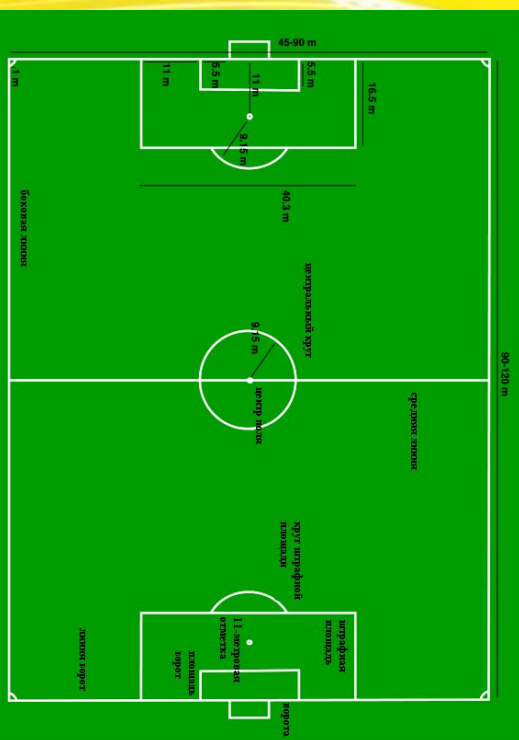 45-90 m
1 m
11 m
5.5 m
11 m
5.5 m
16.5 m
9.15 m
40.3 m
боковая линия
центральный круг
9.15 m
90-120 m
центр поля
средняя линия
круг штрафной
площади
линия ворот
площадь
ворот
11-метровая
отметка
штрафная
площадь
ворота